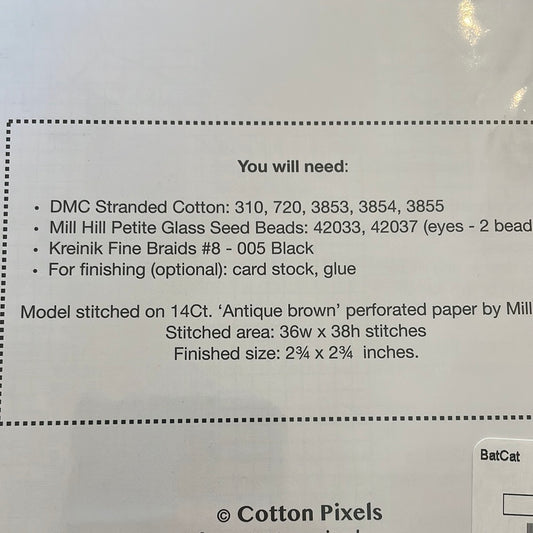 You will need:
• DMC Stranded Cotton: 310, 720, 3853, 3854, 3855
• Mill Hill Petite Glass Seed Beads: 42033, 42037 (eyes - 2 bead
• Kreinik Fine Braids #8 - 005 Black
• For finishing (optional): card stock, glue
Model stitched on 14Ct. ‘Antique brown’ perforated paper by Mill
Stitched area: 36w x 38h stitches
Finished size: 2¾ x 2¾ inches.
BatCat
© Cotton Pixels